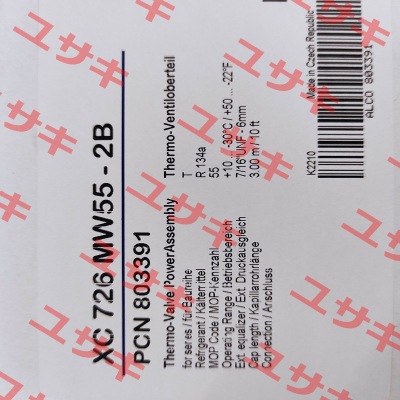 XC 726 MW55 - 2B
PCN 803391
Thermo-Valve PowerAssembly Thermo-Ventiloberteil
for series / für Baureihe T
Refrigerant / Kältemittel R 134a
MOP Code / MOP-Kennzahl 55
Operating Range / Betriebsbereich +10 ... -30°C / +50 ... -22°F
Ext. equalizer / Ext. Druckausgleich 7/16"UNF - 6mm
Cap length / Kapillarrohrlänge 3.00 m / 10 ft
Connection / Anschluss
K2210
Made in Czech Republic
ALCO 803391
ユサキ
ユサキ
ユサキ
ユサキ
ユサキ
ユサキ